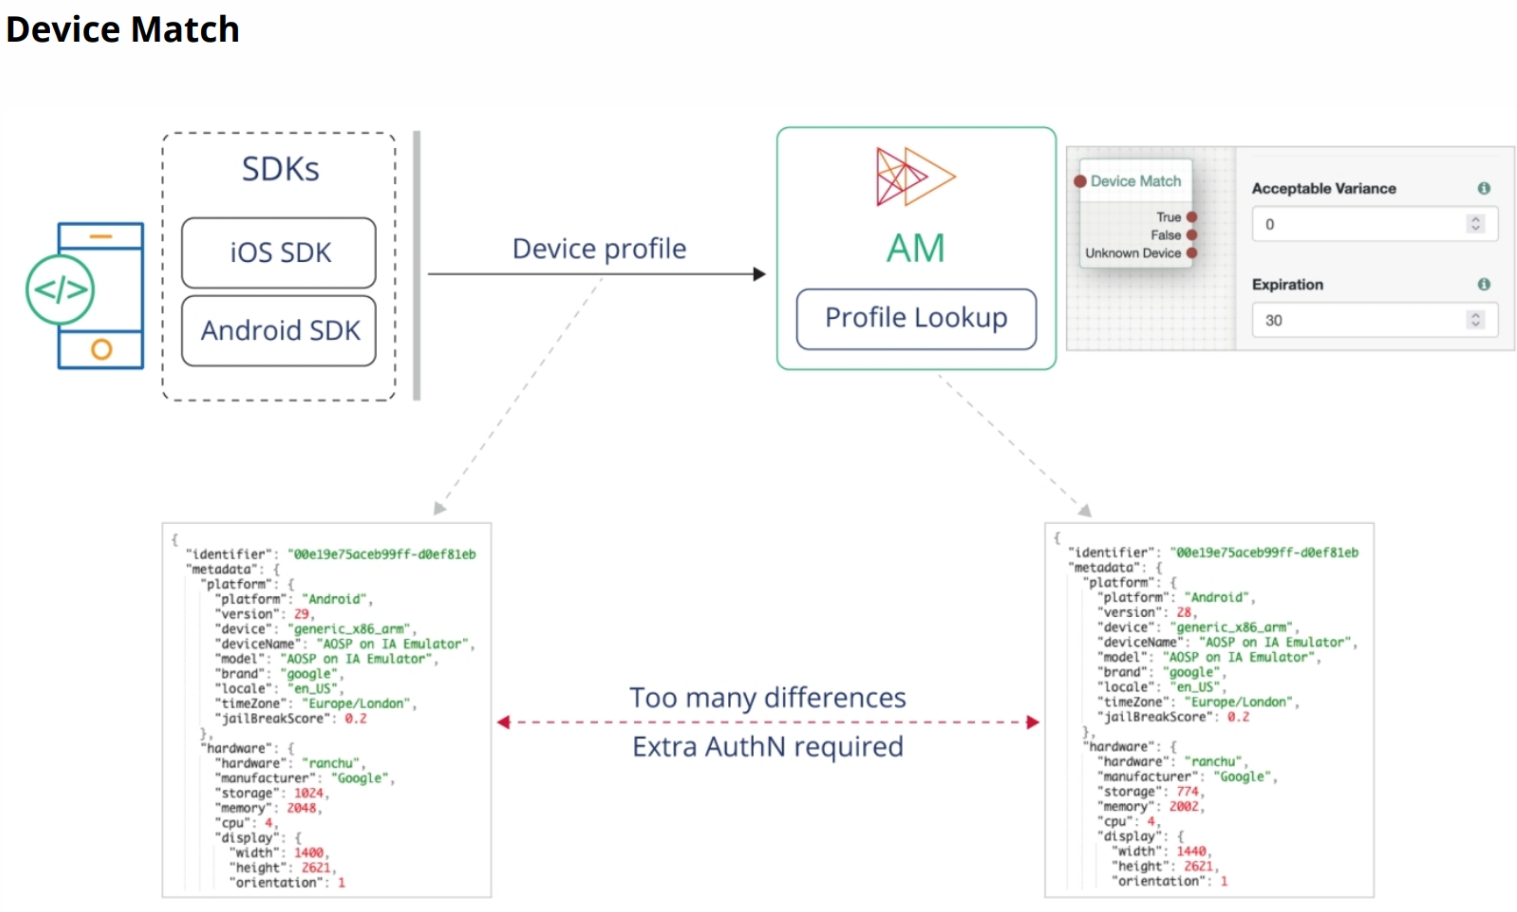 Device Match
SDKs
iOS SDK
Android SDK
</>
Device profile
AM
Profile Lookup
Device Match
True
False
Unknown Device
Acceptable Variance
0
Expiration
30
{
"identifier": "00e19e75aceb99ff-d0ef81eb
"metadata": {
"platform": {
"platform": "Android",
"version": 29,
"device": "generic_x86_arm",
"deviceName": "AOSP on IA Emulator",
"model": "AOSP on IA Emulator",
"brand": "google",
"locale": "en_US",
"timeZone": "Europe/London",
"jailBreakScore": 0.2
},
"hardware": {
"hardware": "ranchu",
"manufacturer": "Google",
"storage": 1024,
"memory": 2048,
"cpu": 4,
"display": {
"width": 1400,
"height": 2621,
"orientation": 1
Too many differences
Extra AuthN required
{
"identifier": "00e19e75aceb99ff-d0ef81eb
"metadata": {
"platform": {
"platform": "Android",
"version": 28,
"device": "generic_x86_arm",
"deviceName": "AOSP on IA Emulator",
"model": "AOSP on IA Emulator",
"brand": "google",
"locale": "en_US",
"timeZone": "Europe/London",
"jailBreakScore": 0.2
},
"hardware": {
"hardware": "ranchu",
"manufacturer": "Google",
"storage": 774,
"memory": 2002,
"cpu": 4,
"display": {
"width": 1440,
"height": 2621,
"orientation": 1